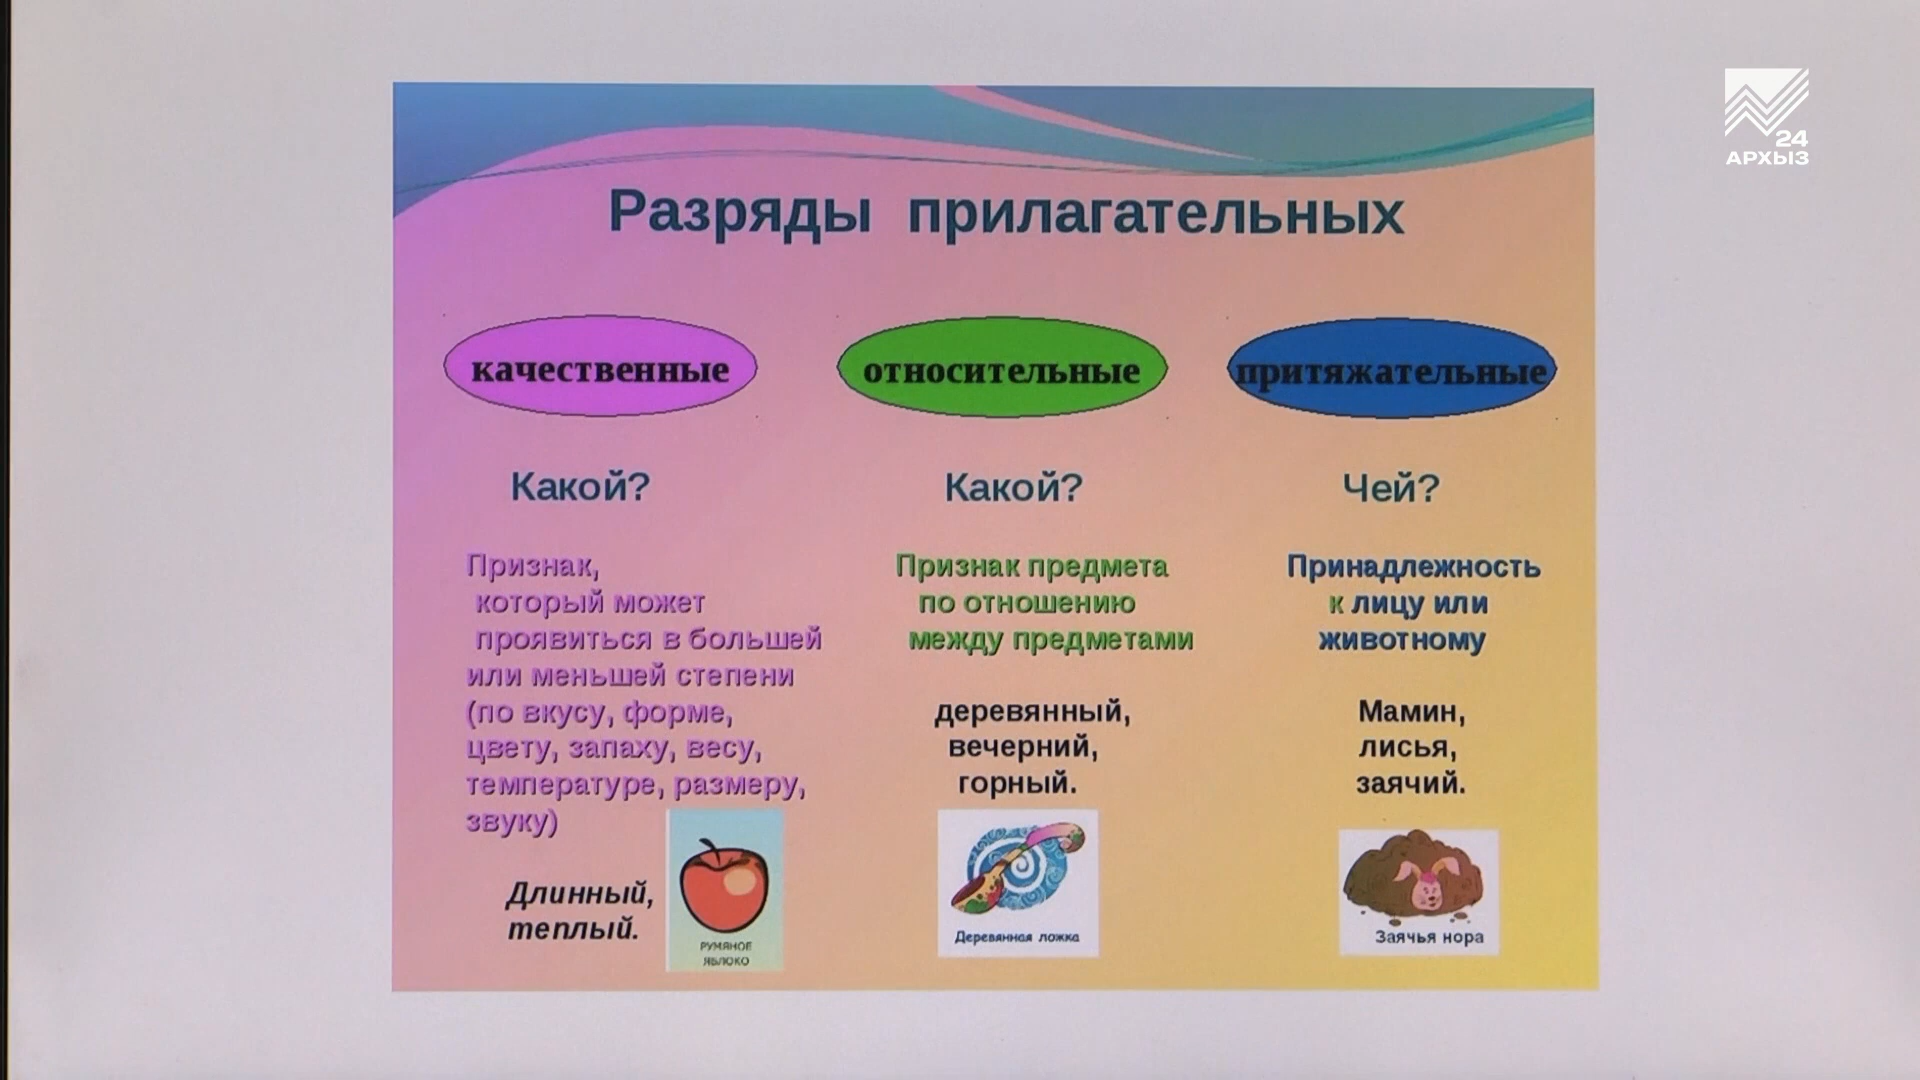 24
АРХЫЗ
Разряды прилагательных
качественные
относительные
притяжательные
Какой?
Какой?
Чей?
Признак,
который может
проявиться в большей
или меньшей степени
(по вкусу, форме,
цвету, запаху, весу,
температуре, размеру,
звуку)
Длинный,
теплый.
РУМЯНОЕ
ЯБЛОКО
Признак предмета
по отношению
между предметами
деревянный,
вечерний,
горный.
Деревянная ложка
Принадлежность
к лицу или
животному
Мамин,
лисья,
заячий.
Заячья нора